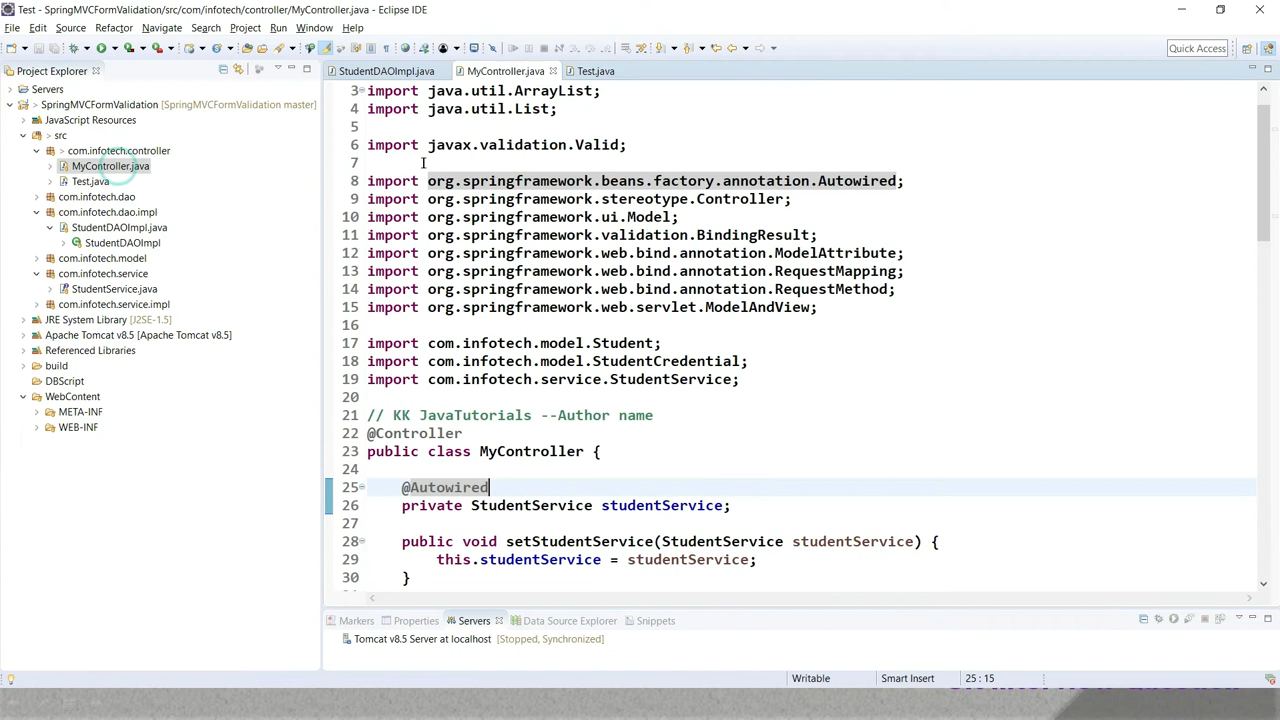 Test - SpringMVCFormValidation/src/com/infotech/controller/MyController.java - Eclipse IDE
File Edit Source Refactor Navigate Search Project Run Window Help
Quick Access
Project Explorer
Servers
> SpringMVCFormValidation [SpringMVCFormValidation master]
JavaScript Resources
> src
> com.infotech.controller
MyController.java
Test.java
com.infotech.dao
com.infotech.dao.impl
StudentDAOImpl.java
StudentDAOImpl
com.infotech.model
com.infotech.service
StudentService.java
com.infotech.service.impl
JRE System Library [J2SE-1.5]
Apache Tomcat v8.5 [Apache Tomcat v8.5]
Referenced Libraries
build
DBScript
WebContent
META-INF
WEB-INF
StudentDAOImpl.java MyController.java Test.java
3 import java.util.ArrayList;
4 import java.util.List;
5
6 import javax.validation.Valid;
7
8 import org.springframework.beans.factory.annotation.Autowired;
9 import org.springframework.stereotype.Controller;
10 import org.springframework.ui.Model;
11 import org.springframework.validation.BindingResult;
12 import org.springframework.web.bind.annotation.ModelAttribute;
13 import org.springframework.web.bind.annotation.RequestMapping;
14 import org.springframework.web.bind.annotation.RequestMethod;
15 import org.springframework.web.servlet.ModelAndView;
16
17 import com.infotech.model.Student;
18 import com.infotech.model.StudentCredential;
19 import com.infotech.service.StudentService;
20
21 // KK JavaTutorials --Author name
22 @Controller
23 public class MyController {
24
25 @Autowired
26 private StudentService studentService;
27
28 public void setStudentService(StudentService studentService) {
29 this.studentService = studentService;
30 }
Markers Properties Servers Data Source Explorer Snippets
Tomcat v8.5 Server at localhost [Stopped, Synchronized]
Writable Smart Insert 25 : 15